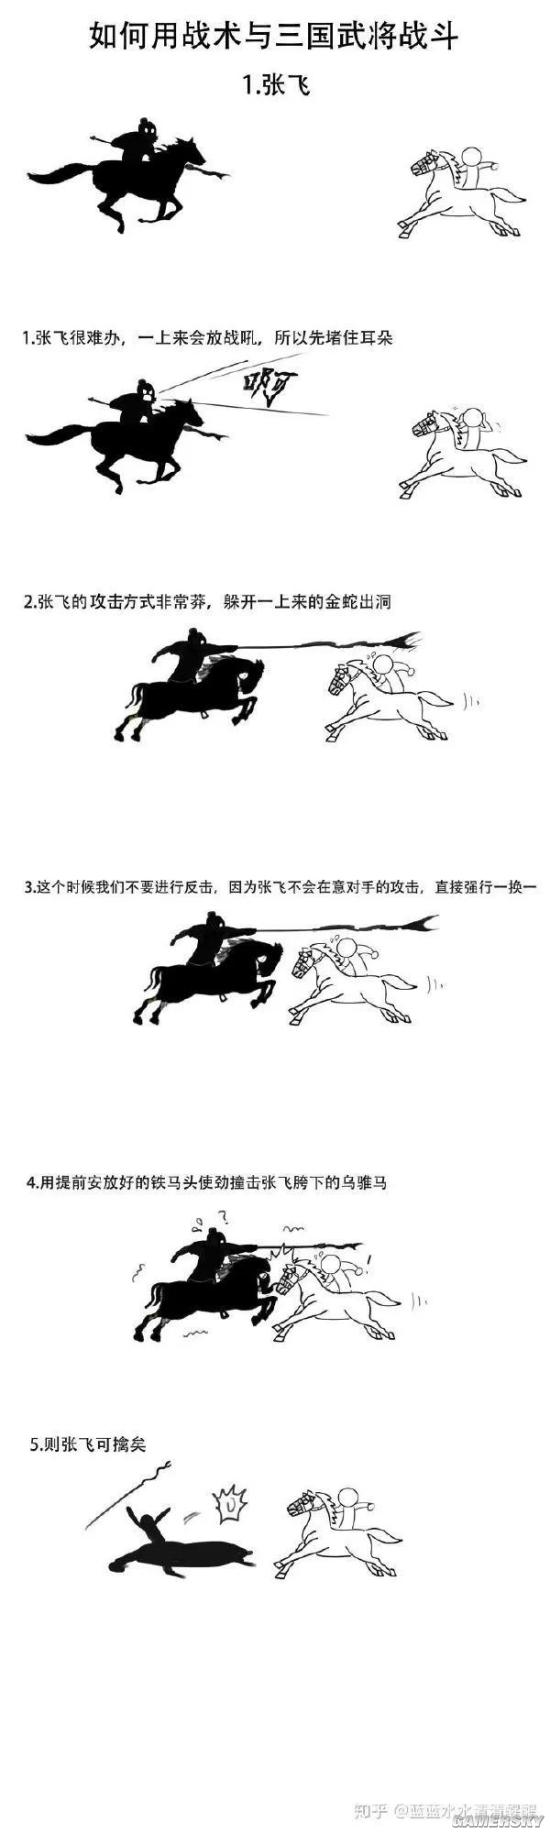 如何用战术与三国武将战斗
1.张飞
1.张飞很难办，一上来会放战吼，所以先堵住耳朵
啊
2.张飞的攻击方式非常莽，躲开一上来的金蛇出洞
3.这个时候我们不要进行反击，因为张飞不会在意对手的攻击，直接强行一换一
4.用提前安放好的铁马头使劲撞击张飞胯下的乌骓马
?
!
5.则张飞可擒矣
知乎 @蓝蓝水水清清
GAMERSKY